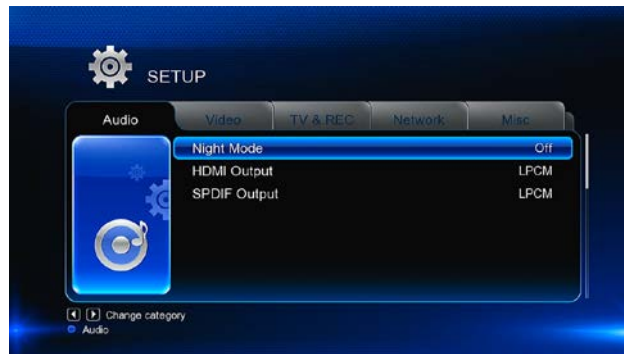 SETUP
Audio Video TV & REC Network Misc
Night Mode Off
HDMI Output LPCM
SPDIF Output LPCM
Change category
Audio